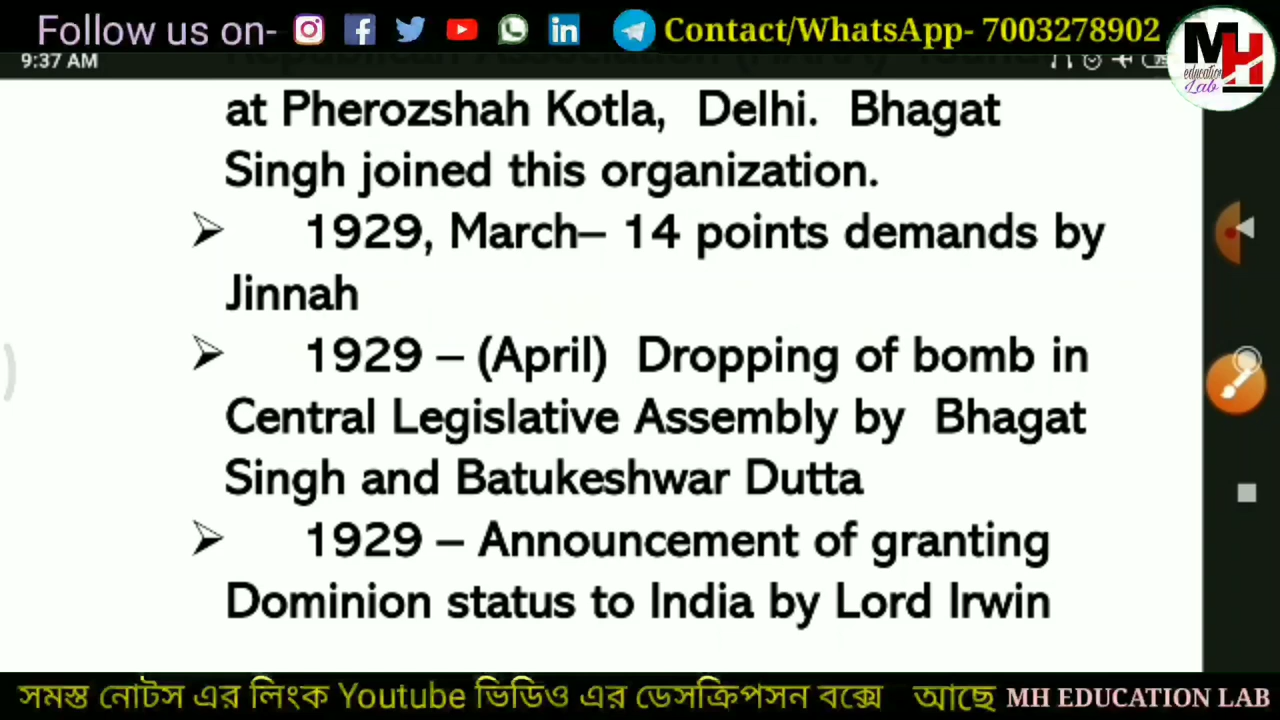 Follow us on- Contact/WhatsApp- 7003278902
MH
education
Lab
9:37 AM
at Pherozshah Kotla, Delhi. Bhagat
Singh joined this organization.
➢ 1929, March– 14 points demands by
Jinnah
➢ 1929 – (April) Dropping of bomb in
Central Legislative Assembly by Bhagat
Singh and Batukeshwar Dutta
➢ 1929 – Announcement of granting
Dominion status to India by Lord Irwin
সমস্ত নোটস এর লিংক Youtube ভিডিও এর ডেসক্রিপসন বক্সে আছে MH EDUCATION LAB